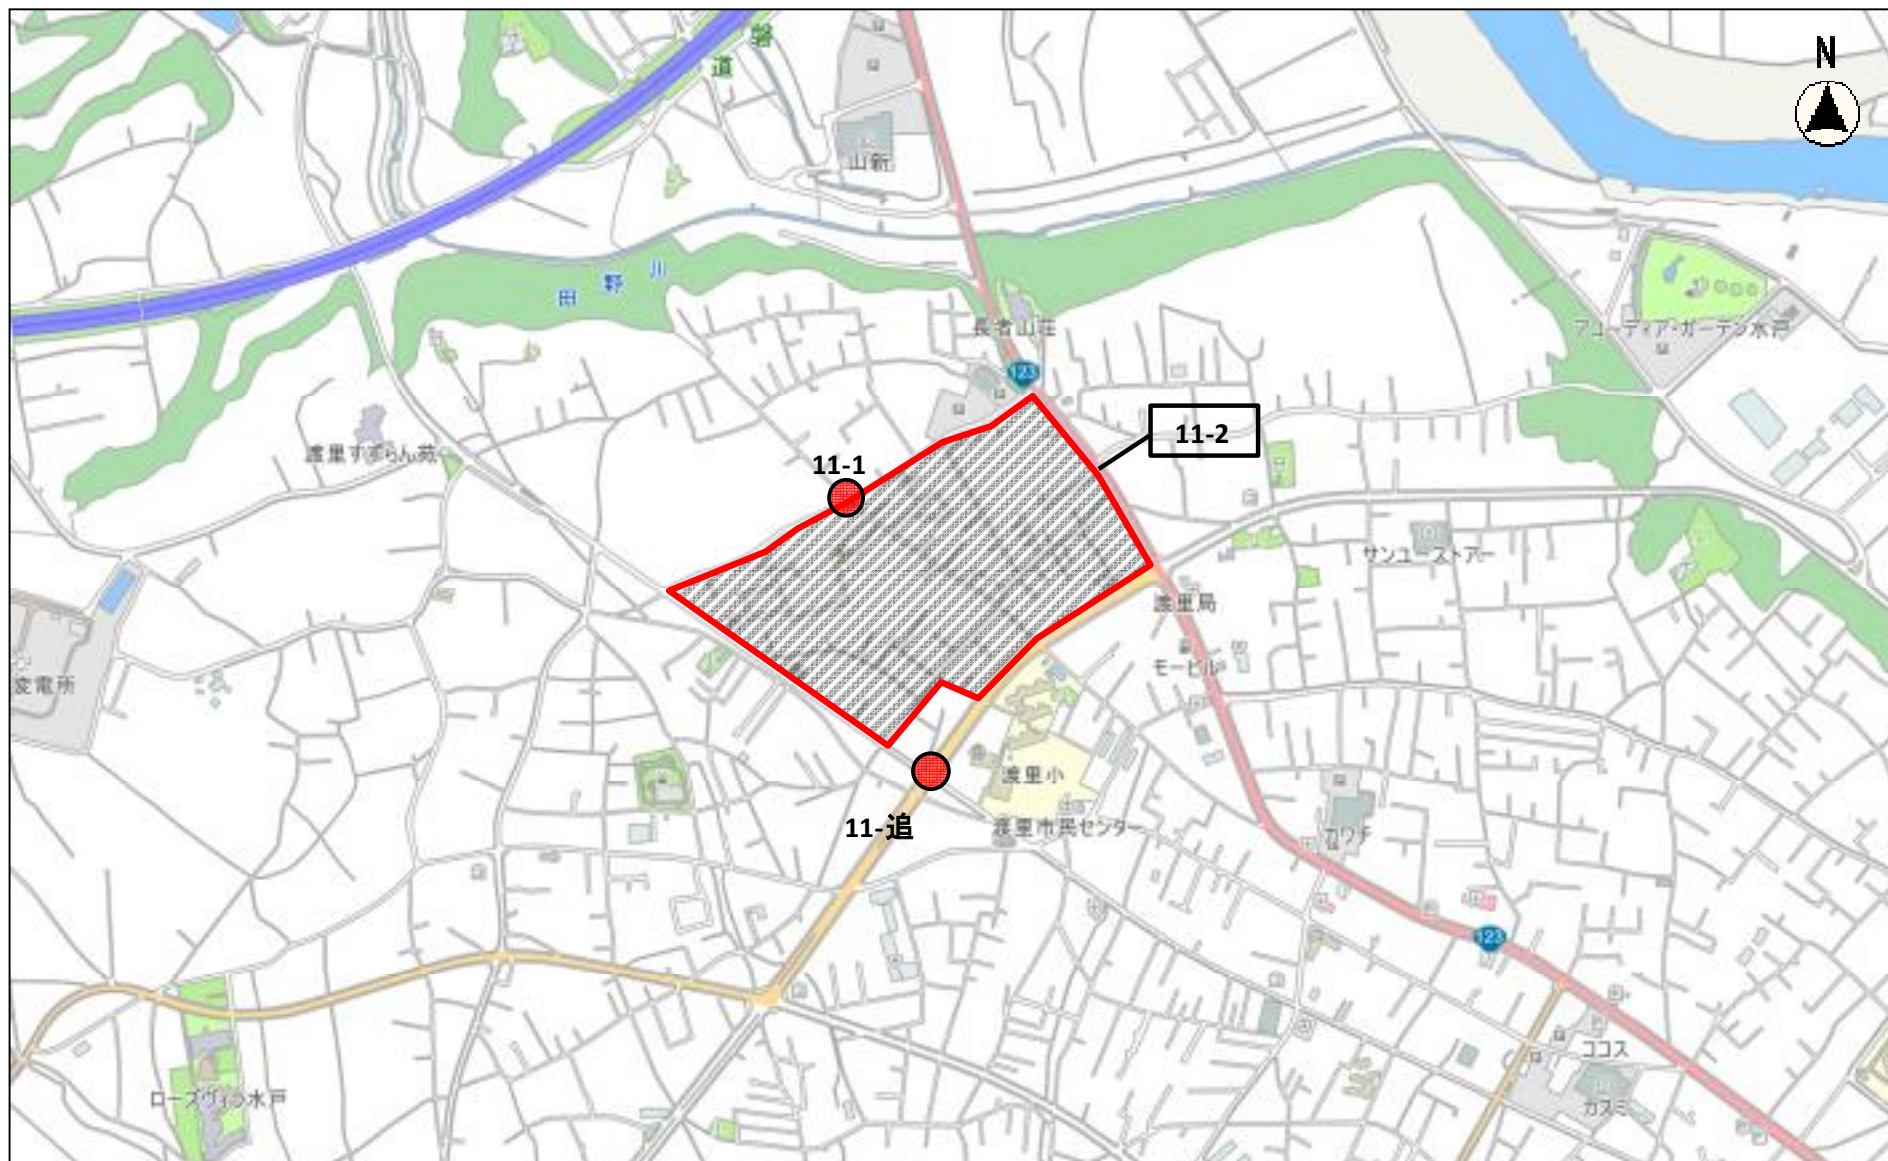 磐
道
N
山新
川
野
田
長者山荘
123
アコーディア・ガーデン水戸
11-2
渡里すずらん苑
11-1
サンユーストアー
渡里局
モービル
変電所
渡里小
11-追
渡里市民センター
カワチ
123
ココス
ローズヴィラ水戸
カスミ